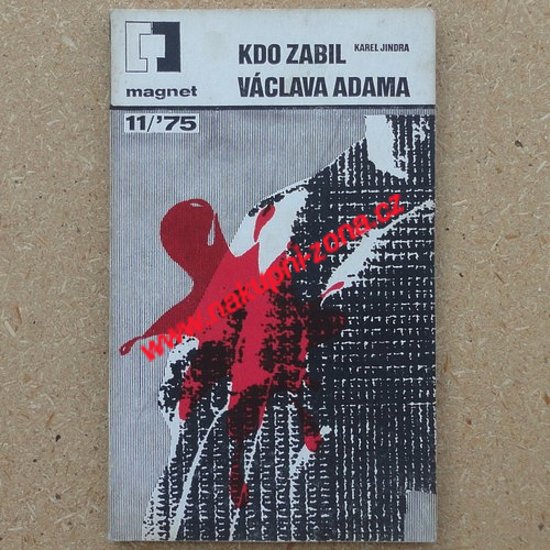 KDO ZABIL KAREL JINDRA
magnet VÁCLAVA ADAMA
11/'75
www.nakupni-zona.cz